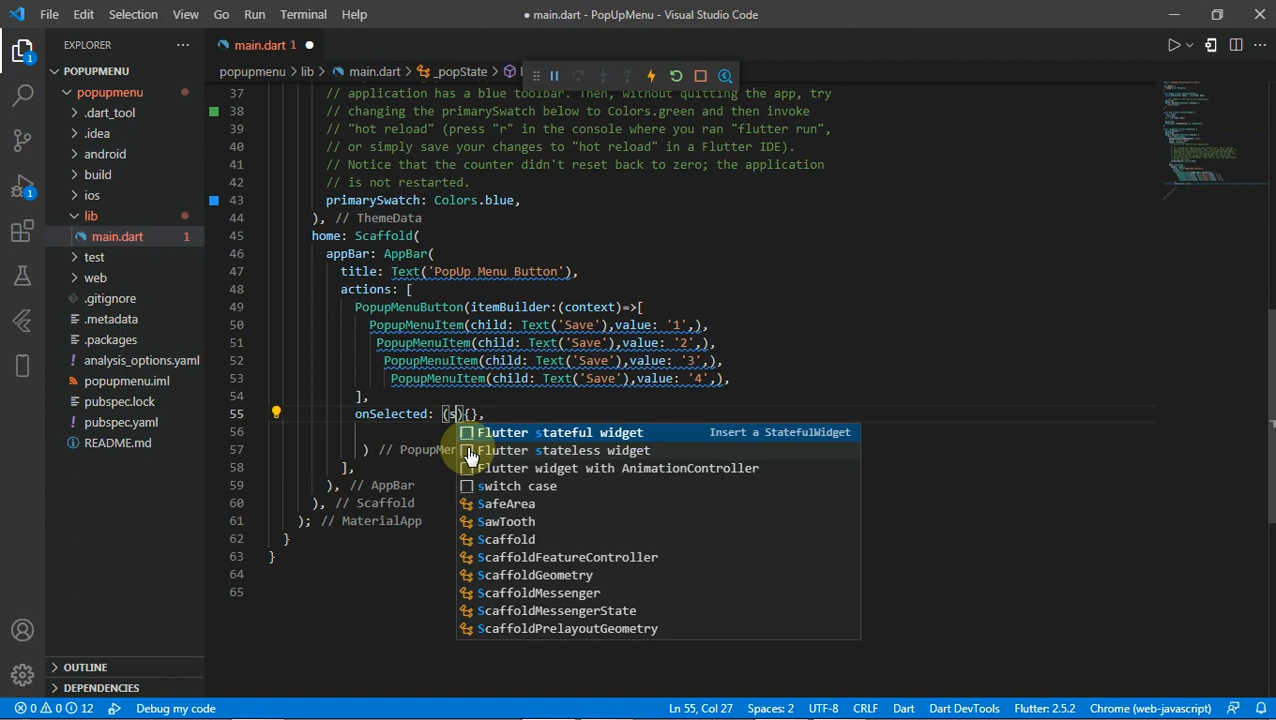 File Edit Selection View Go Run Terminal Help
● main.dart - PopUpMenu - Visual Studio Code
EXPLORER
main.dart 1
POPUPMENU
popupmenu > lib > main.dart > _popState >
popupmenu
.dart_tool
.idea
android
build
ios
lib
main.dart 1
test
web
.gitignore
.metadata
.packages
analysis_options.yaml
popupmenu.iml
pubspec.lock
pubspec.yaml
README.md
OUTLINE
DEPENDENCIES
1
1
37 // application has a blue toolbar. Then, without quitting the app, try
38 // changing the primarySwatch below to Colors.green and then invoke
39 // "hot reload" (press "r" in the console where you ran "flutter run",
40 // or simply save your changes to "hot reload" in a Flutter IDE).
41 // Notice that the counter didn't reset back to zero; the application
42 // is not restarted.
43 primarySwatch: Colors.blue,
44 ), // ThemeData
45 home: Scaffold(
46 appBar: AppBar(
47 title: Text('PopUp Menu Button'),
48 actions: [
49 PopupMenuButton(itemBuilder:(context)=>[
50 PopupMenuItem(child: Text('Save'),value: '1',),
51 PopupMenuItem(child: Text('Save'),value: '2',),
52 PopupMenuItem(child: Text('Save'),value: '3',),
53 PopupMenuItem(child: Text('Save'),value: '4',),
54 ],
55 onSelected: (s){},
56
57 ) // PopupMe
58 ],
59 ), // AppBar
60 ), // Scaffold
61 ); // MaterialApp
62 }
63 }
64
65
Flutter stateful widget Insert a StatefulWidget
Flutter stateless widget
Flutter widget with AnimationController
switch case
SafeArea
SawTooth
Scaffold
ScaffoldFeatureController
ScaffoldGeometry
ScaffoldMessenger
ScaffoldMessengerState
ScaffoldPrelayoutGeometry
0 0 12 Debug my code Ln 55, Col 27 Spaces: 2 UTF-8 CRLF Dart Dart DevTools Flutter: 2.5.2 Chrome (web-javascript)